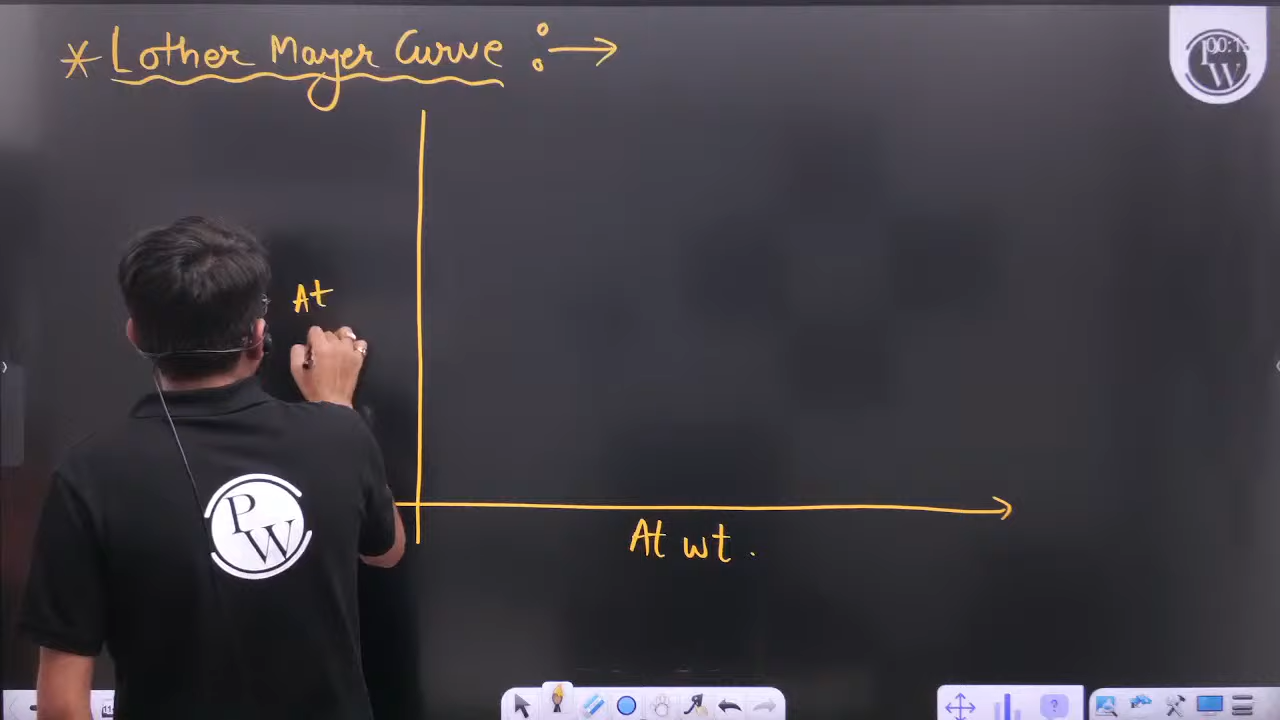 * Lother Mayer Curve :→
PW
At
At wt.
PW